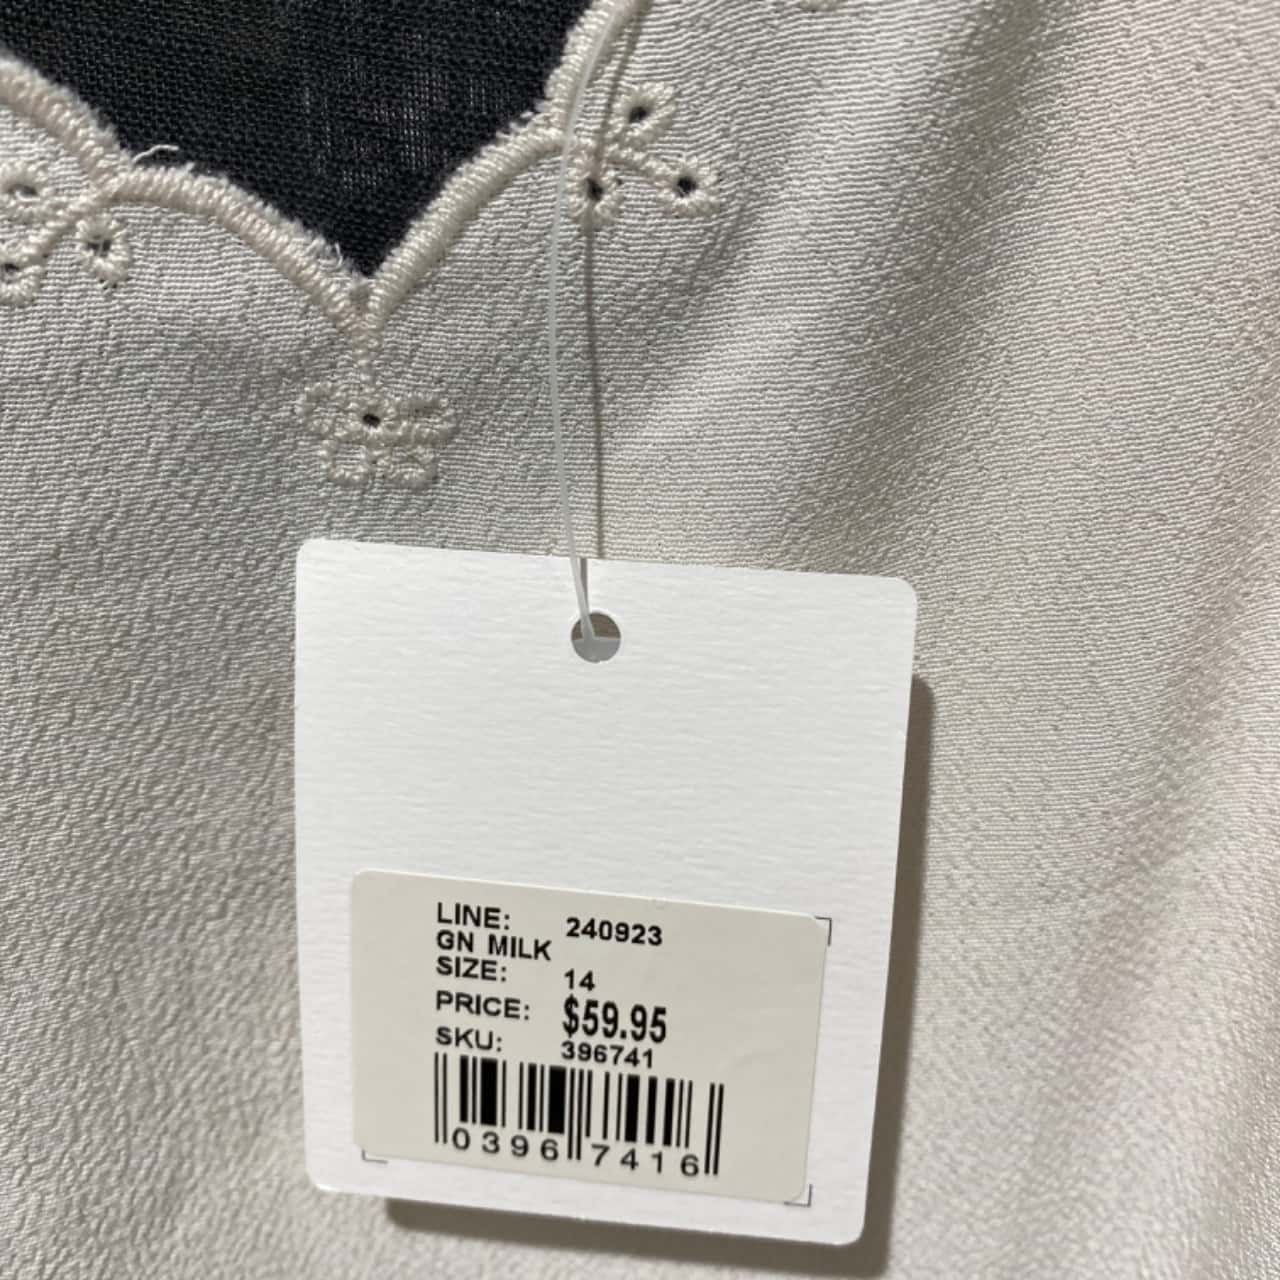 LINE: 240923
GN MILK
SIZE: 14
PRICE: $59.95
SKU: 396741
0396 7416